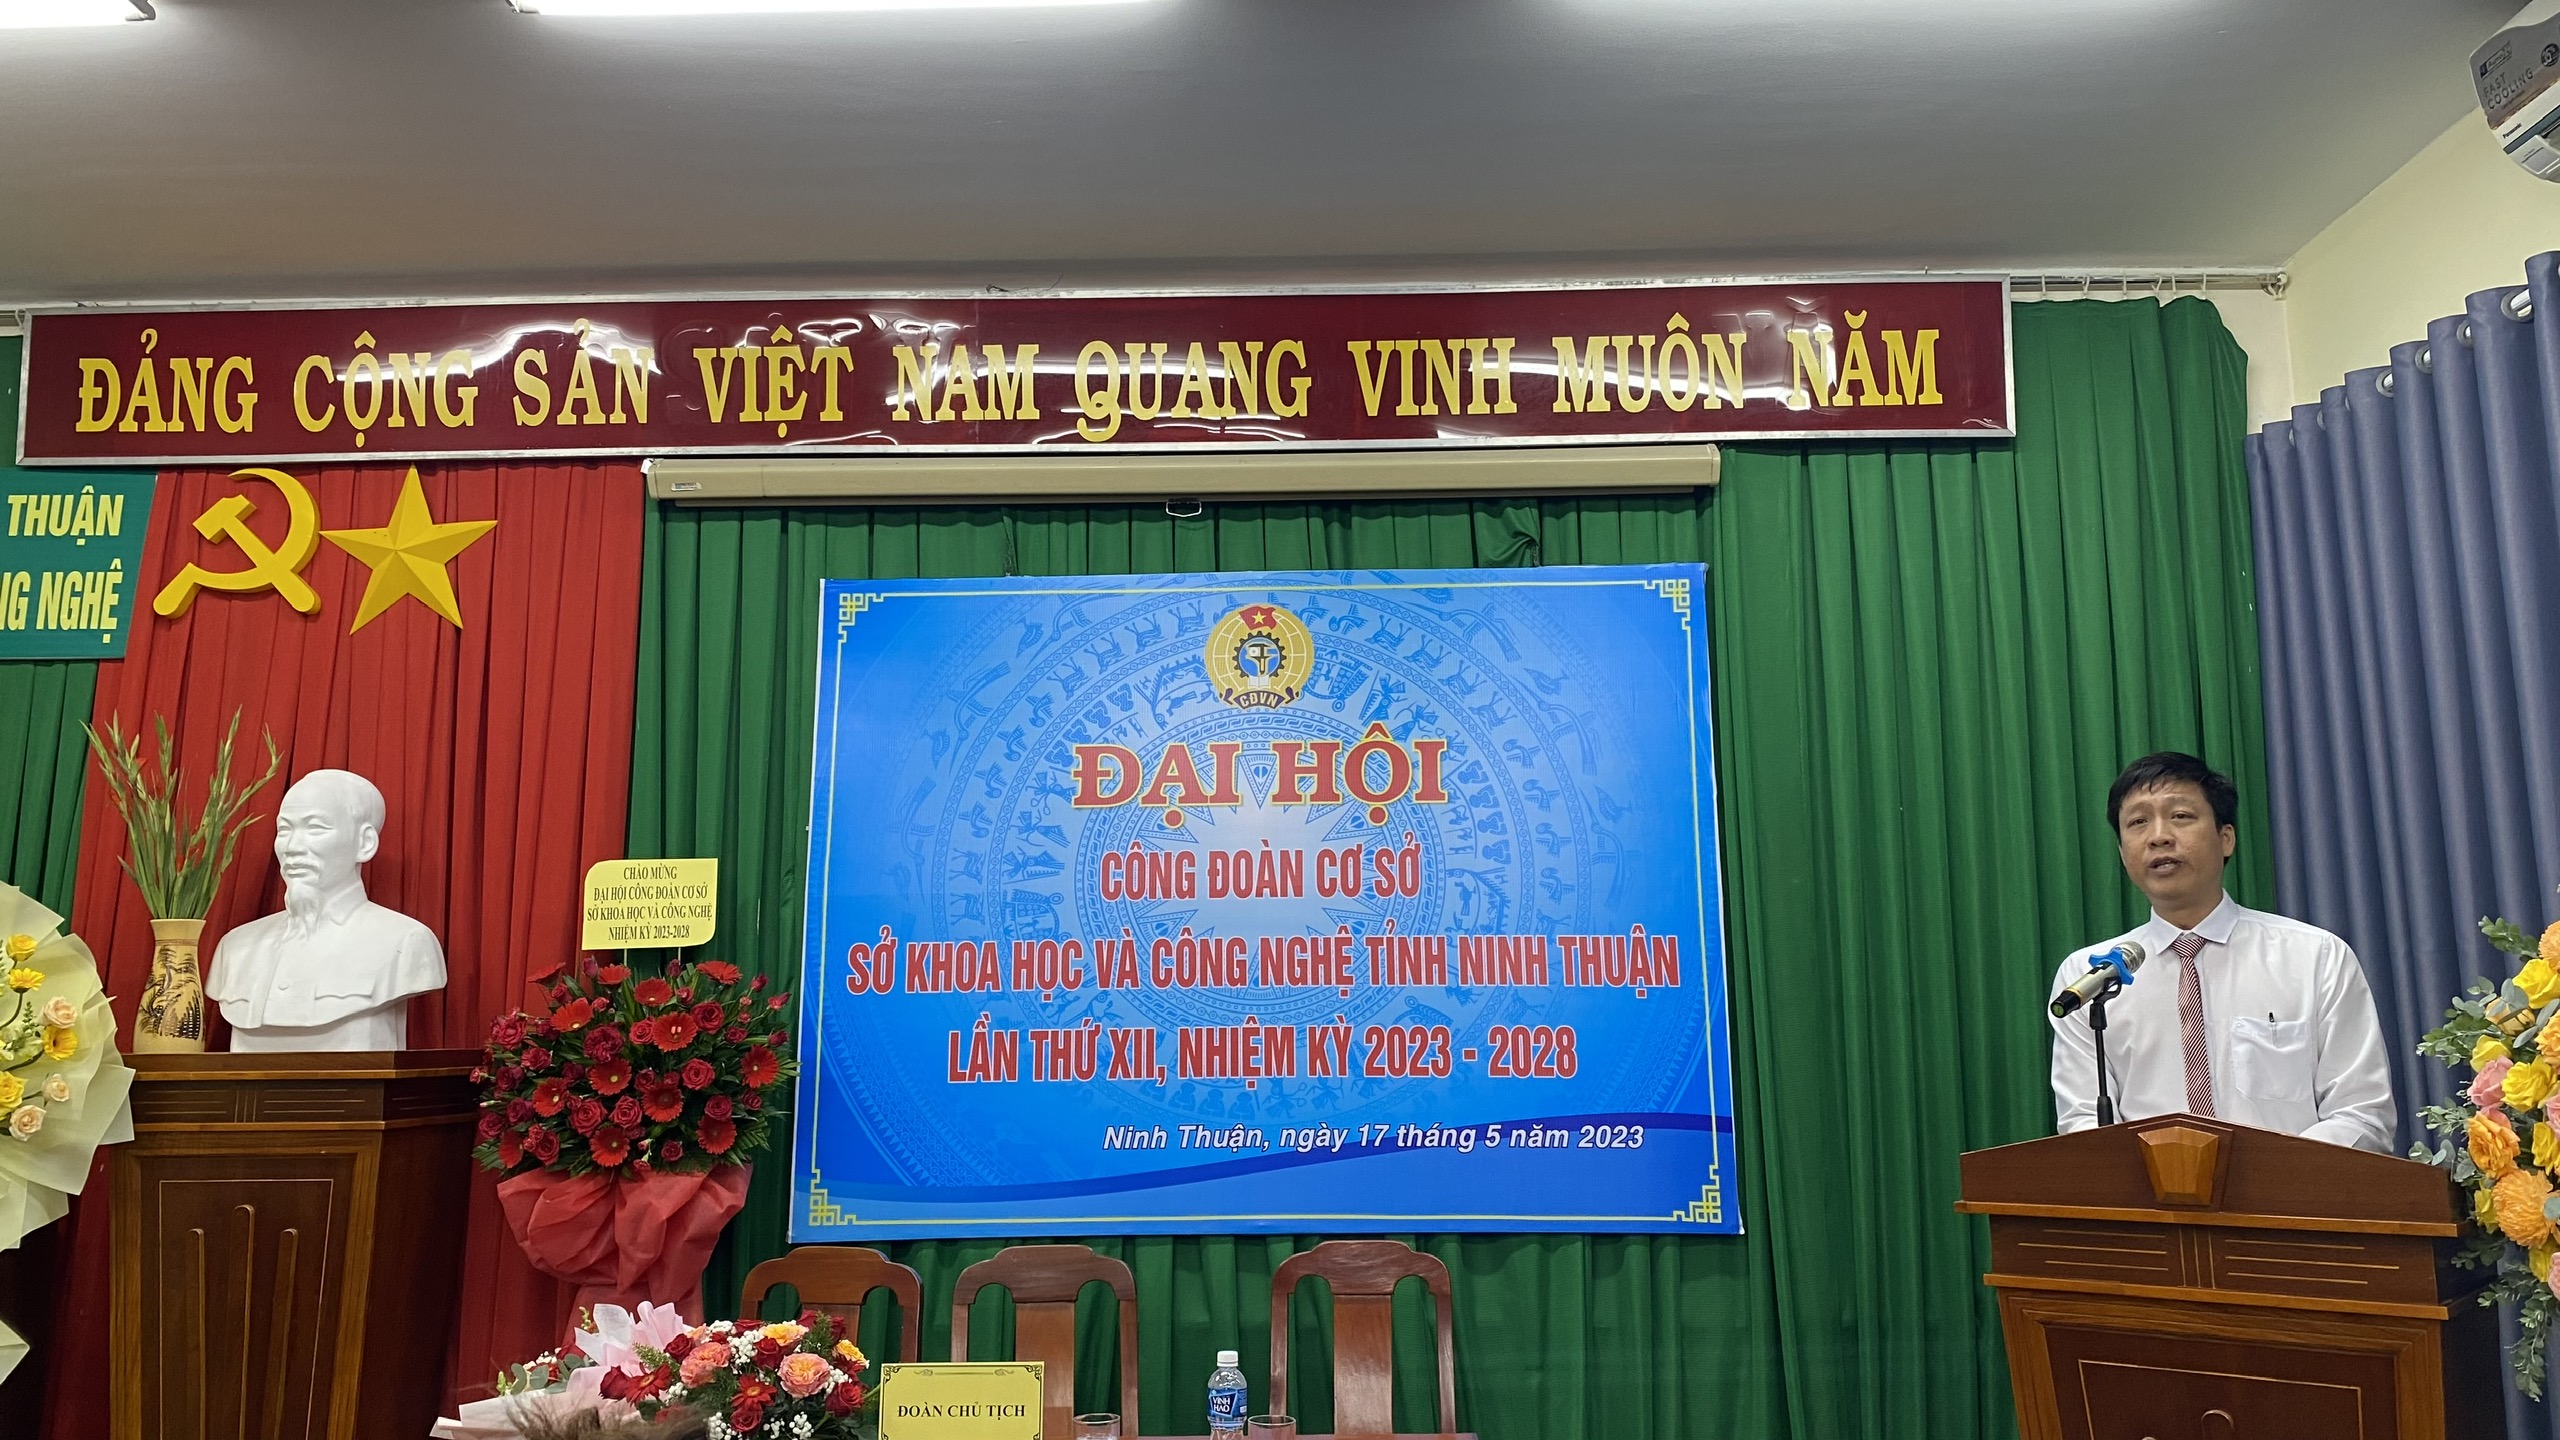 ĐẢNG CỘNG SẢN VIỆT NAM QUANG VINH MUÔN NĂM
THUẬN
NG NGHỆ
CĐVN
ĐẠI HỘI
CÔNG ĐOÀN CƠ SỞ
SỞ KHOA HỌC VÀ CÔNG NGHỆ TỈNH NINH THUẬN
LẦN THỨ XII, NHIỆM KỲ 2023 - 2028
Ninh Thuận, ngày 17 tháng 5 năm 2023
CHÀO MỪNG
ĐẠI HỘI CÔNG ĐOÀN CƠ SỞ
SỞ KHOA HỌC VÀ CÔNG NGHỆ
NHIỆM KỲ 2023-2028
ĐOÀN CHỦ TỊCH
VĨNH
HẢO
FAST
COOLING
Panasonic